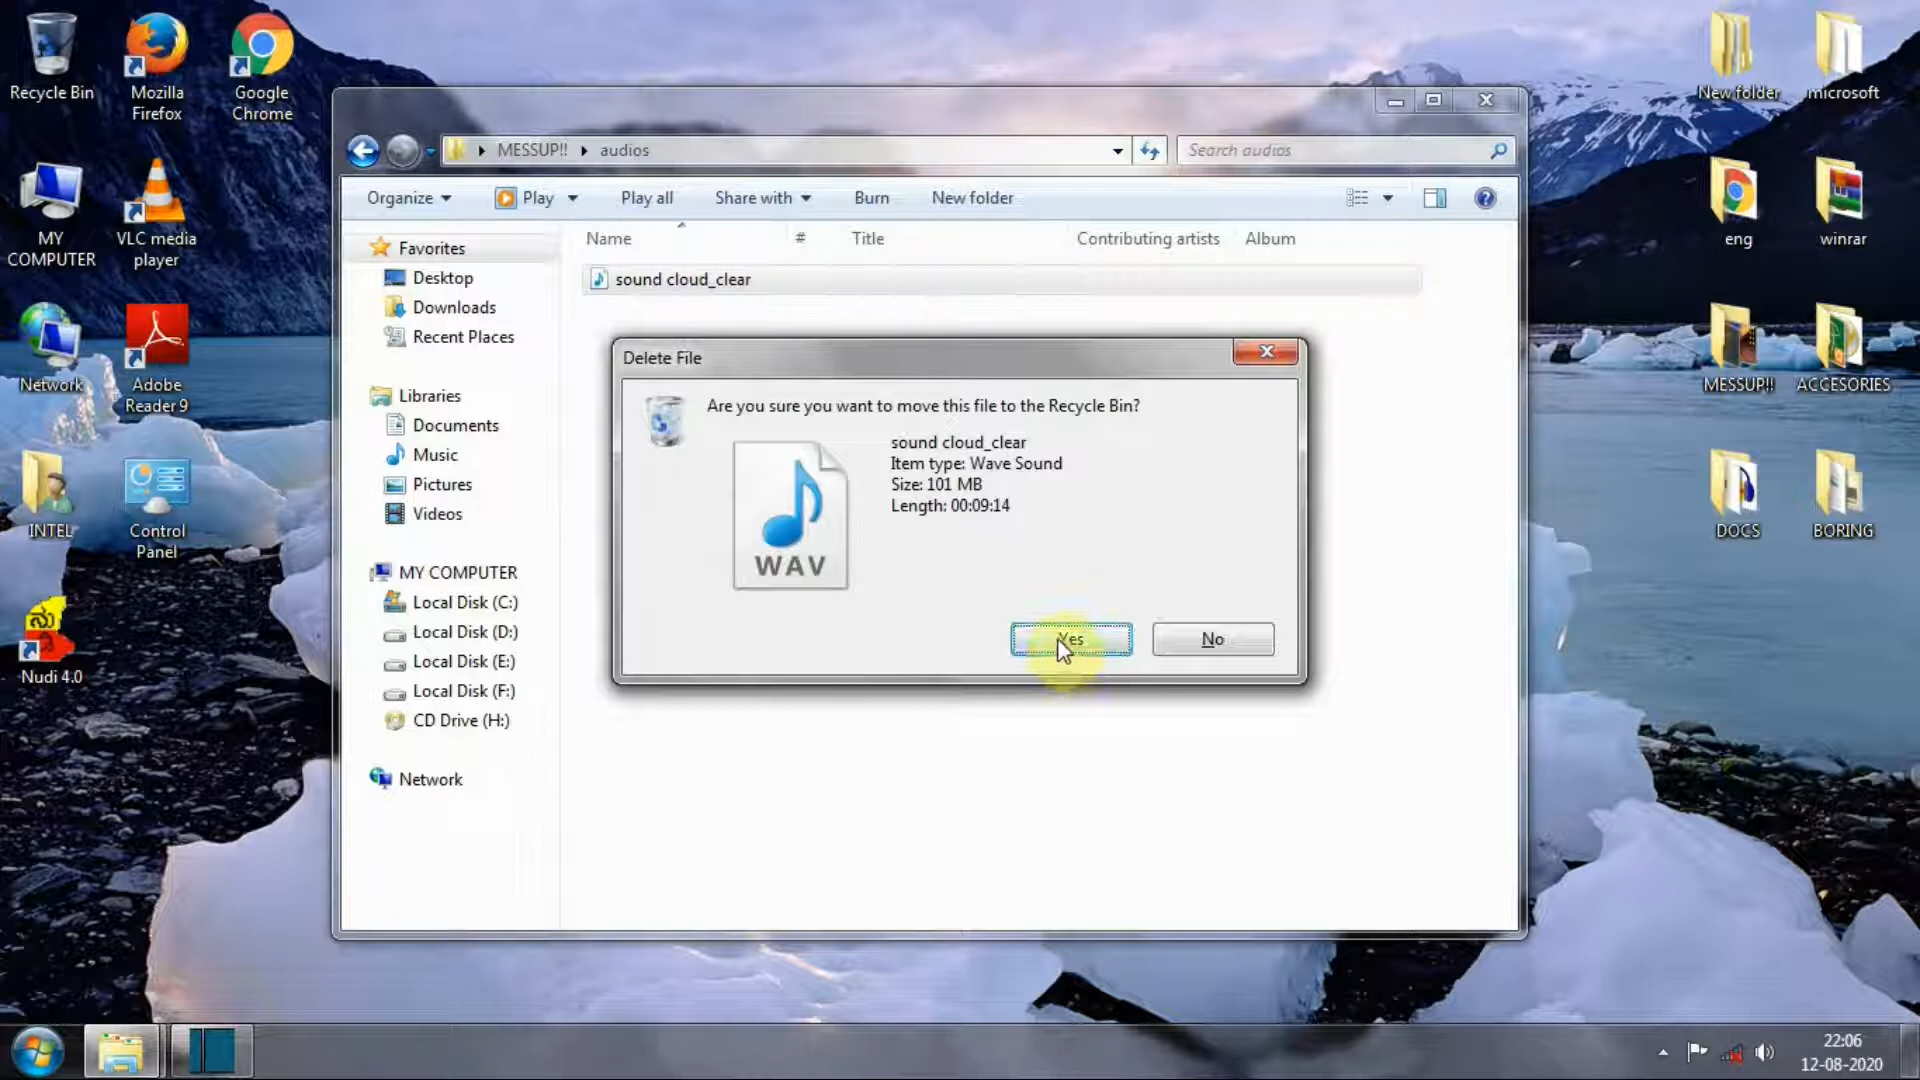 Recycle Bin
Mozilla
Firefox
Google
Chrome
MY
COMPUTER
VLC media
player
Network
Adobe
Reader 9
INTEL
Control
Panel
ನು
Nudi 4.0
MESSUP!!
audios
Search audios
Organize
Play
Play all
Share with
Burn
New folder
Favorites
Desktop
Downloads
Recent Places
Libraries
Documents
Music
Pictures
Videos
MY COMPUTER
Local Disk (C:)
Local Disk (D:)
Local Disk (E:)
Local Disk (F:)
CD Drive (H:)
Network
Name
#
Title
Contributing artists
Album
sound cloud_clear
Delete File
Are you sure you want to move this file to the Recycle Bin?
WAV
sound cloud_clear
Item type: Wave Sound
Size: 101 MB
Length: 00:09:14
Yes
No
New folder
microsoft
eng
winrar
MESSUP!!
ACCESORIES
DOCS
BORING
22:06
12-08-2020